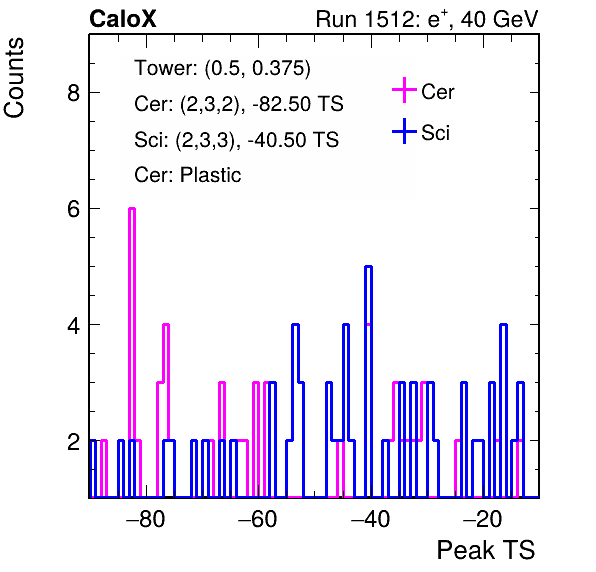 CaloX Run 1512: e⁺, 40 GeV
Counts
Tower: (0.5, 0.375)
Cer: (2,3,2), -82.50 TS
Sci: (2,3,3), -40.50 TS
Cer: Plastic
Cer
Sci
8
6
4
2
−80 −60 −40 −20
Peak TS